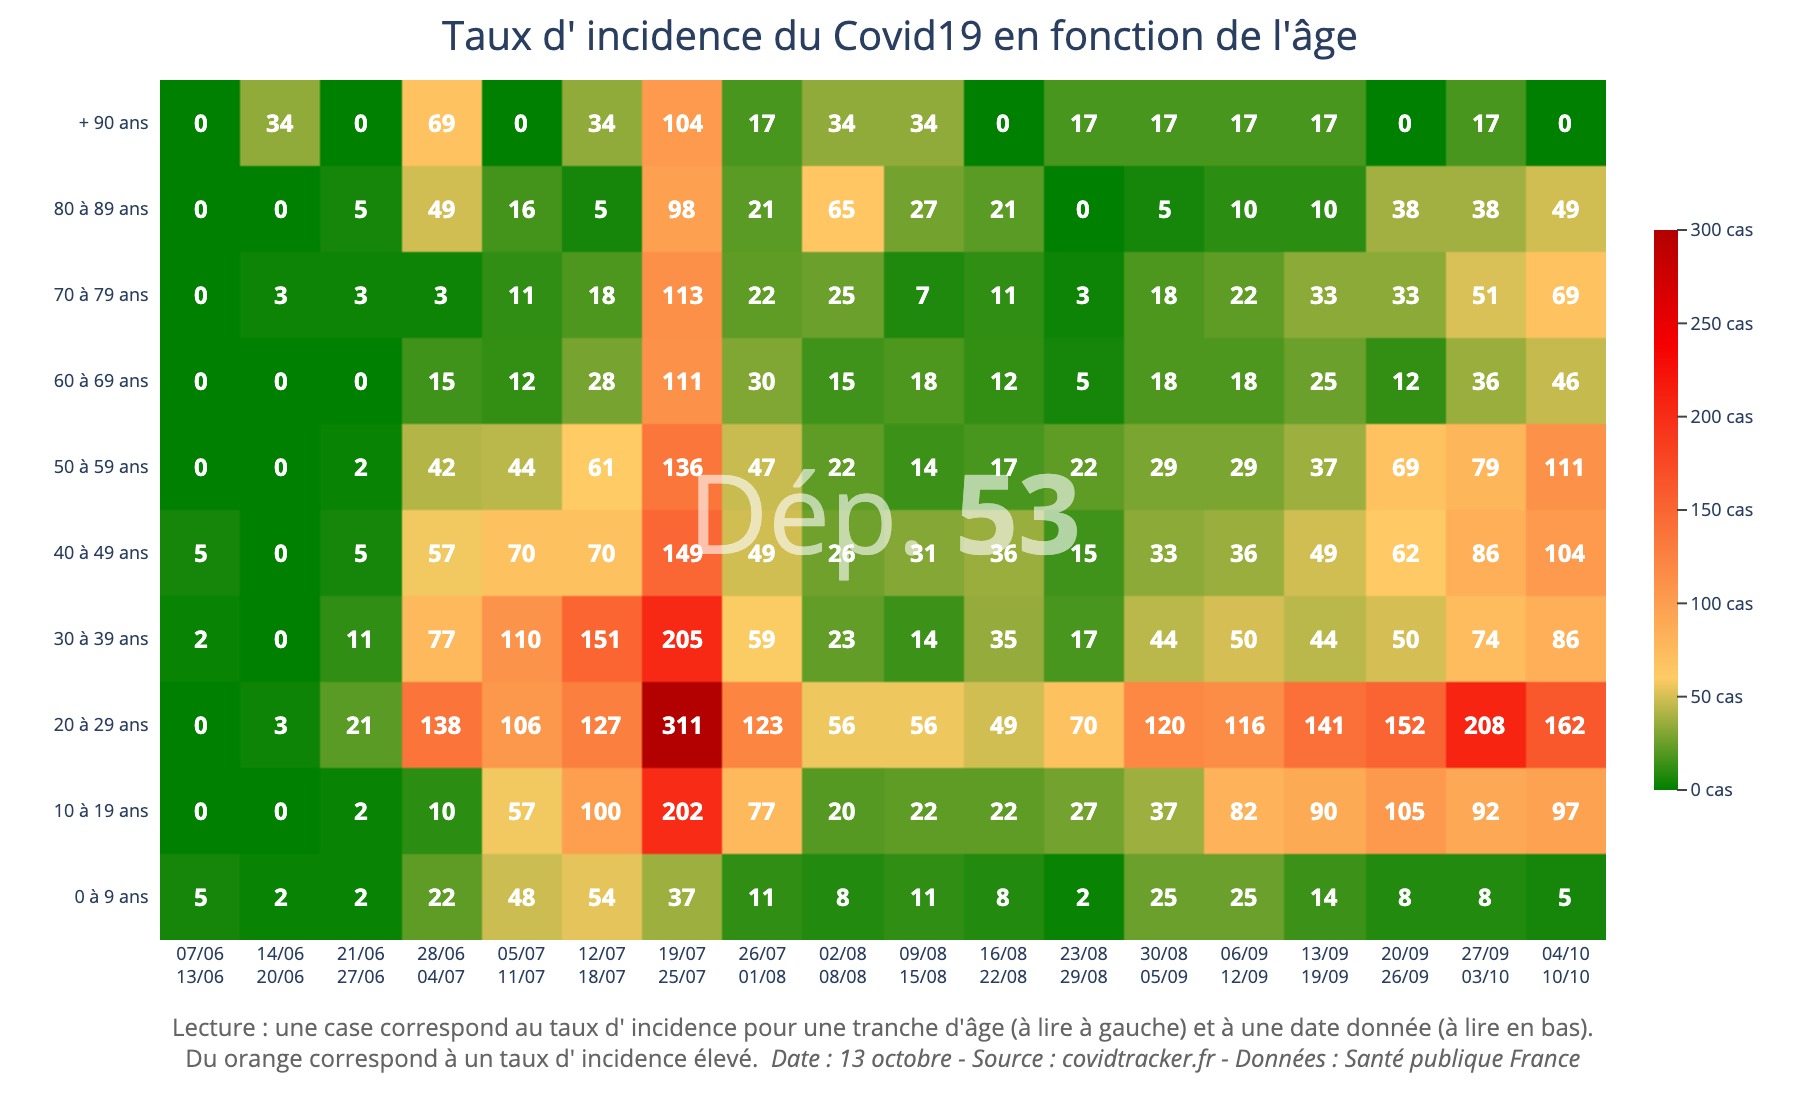 Taux d' incidence du Covid19 en fonction de l'âge
+ 90 ans 0 34 0 69 0 34 104 17 34 34 0 17 17 17 17 0 17 0
80 à 89 ans 0 0 5 49 16 5 98 21 65 27 21 0 5 10 10 38 38 49
300 cas
70 à 79 ans 0 3 3 3 11 18 113 22 25 7 11 3 18 22 33 33 51 69
250 cas
60 à 69 ans 0 0 0 15 12 28 111 30 15 18 12 5 18 18 25 12 36 46
200 cas
50 à 59 ans 0 0 2 42 44 61 136 47 22 14 17 22 29 29 37 69 79 111
Dép. 53
150 cas
40 à 49 ans 5 0 5 57 70 70 149 49 26 31 36 15 33 36 49 62 86 104
100 cas
30 à 39 ans 2 0 11 77 110 151 205 59 23 14 35 17 44 50 44 50 74 86
50 cas
20 à 29 ans 0 3 21 138 106 127 311 123 56 56 49 70 120 116 141 152 208 162
0 cas
10 à 19 ans 0 0 2 10 57 100 202 77 20 22 22 27 37 82 90 105 92 97
0 à 9 ans 5 2 2 22 48 54 37 11 8 11 8 2 25 25 14 8 8 5
07/06 14/06 21/06 28/06 05/07 12/07 19/07 26/07 02/08 09/08 16/08 23/08 30/08 06/09 13/09 20/09 27/09 04/10
13/06 20/06 27/06 04/07 11/07 18/07 25/07 01/08 08/08 15/08 22/08 29/08 05/09 12/09 19/09 26/09 03/10 10/10
Lecture : une case correspond au taux d' incidence pour une tranche d'âge (à lire à gauche) et à une date donnée (à lire en bas).
Du orange correspond à un taux d' incidence élevé. Date : 13 octobre - Source : covidtracker.fr - Données : Santé publique France